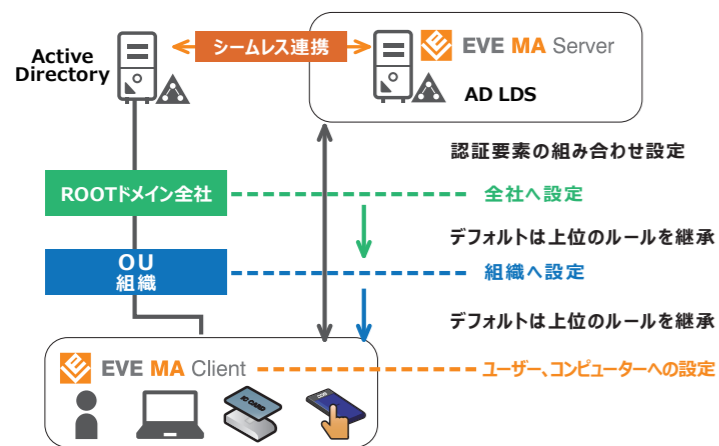 Active
Directory
シームレス連携
EVE MA Server
AD LDS
認証要素の組み合わせ設定
ROOTドメイン全社
全社へ設定
デフォルトは上位のルールを継承
OU
組織
組織へ設定
デフォルトは上位のルールを継承
EVE MA Client
ユーザー、コンピューターへの設定
IC CARD